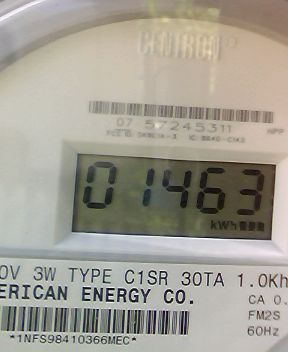 CENTRON®
07 57245311 HPP
01463
kWh
0V 3W TYPE C1SR 30TA 1.0Kh
ERICAN ENERGY CO. CA 0.
FM2S
60Hz
*1NFS98410366MEC*